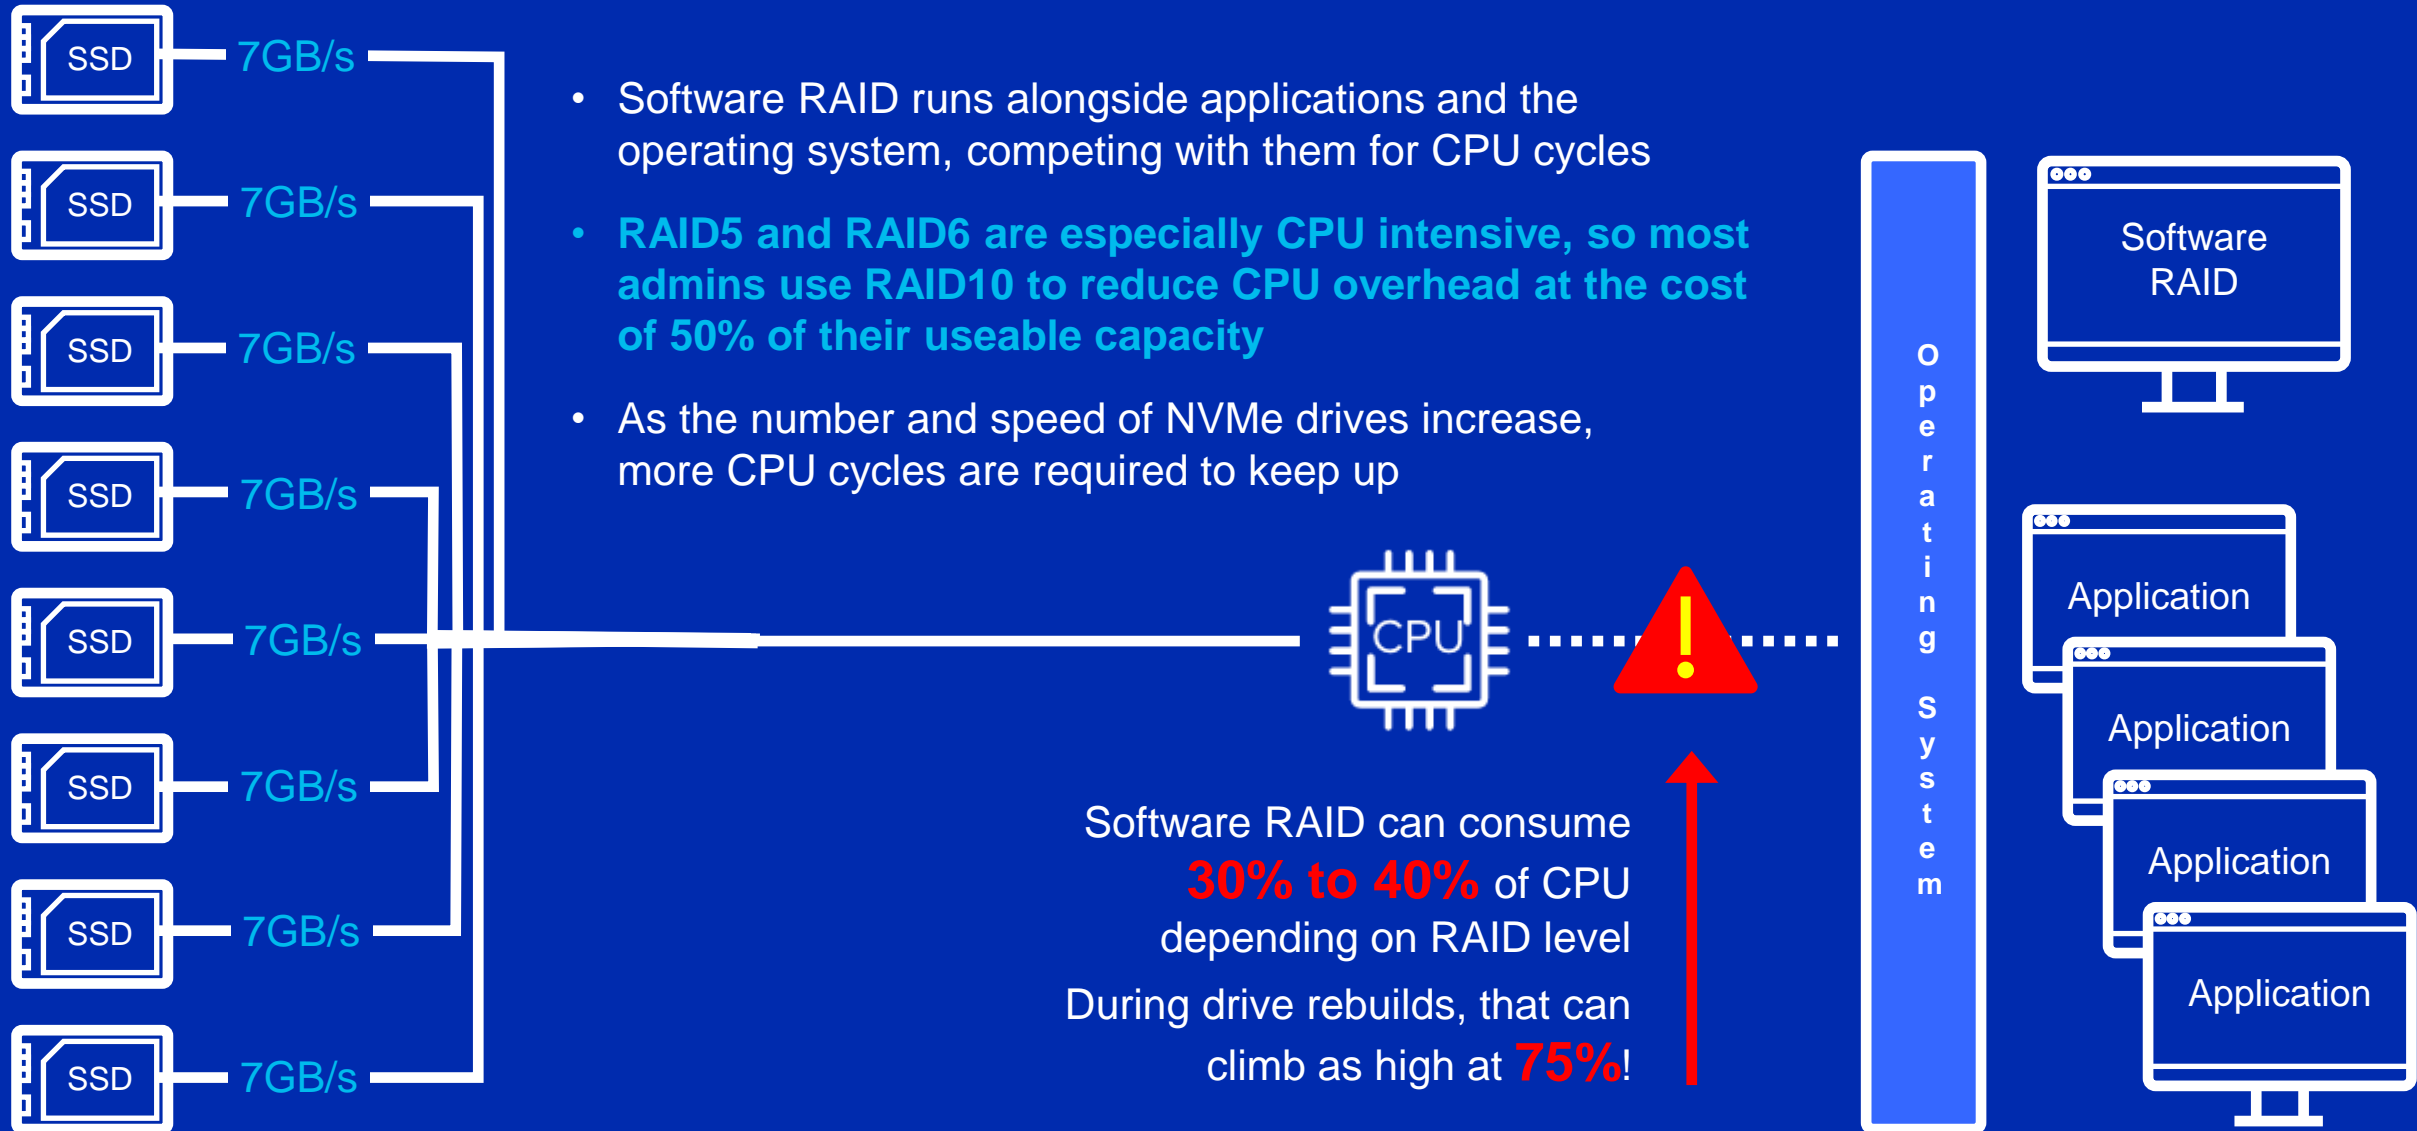 SSD
7GB/s
SSD
7GB/s
SSD
7GB/s
SSD
7GB/s
SSD
7GB/s
SSD
7GB/s
SSD
7GB/s
SSD
7GB/s
• Software RAID runs alongside applications and the
operating system, competing with them for CPU cycles
• RAID5 and RAID6 are especially CPU intensive, so most
admins use RAID10 to reduce CPU overhead at the cost
of 50% of their useable capacity
• As the number and speed of NVMe drives increase,
more CPU cycles are required to keep up
CPU
!
Software RAID can consume
30% to 40% of CPU
depending on RAID level
During drive rebuilds, that can
climb as high at 75%!
Operating System
Software
RAID
Application
Application
Application
Application